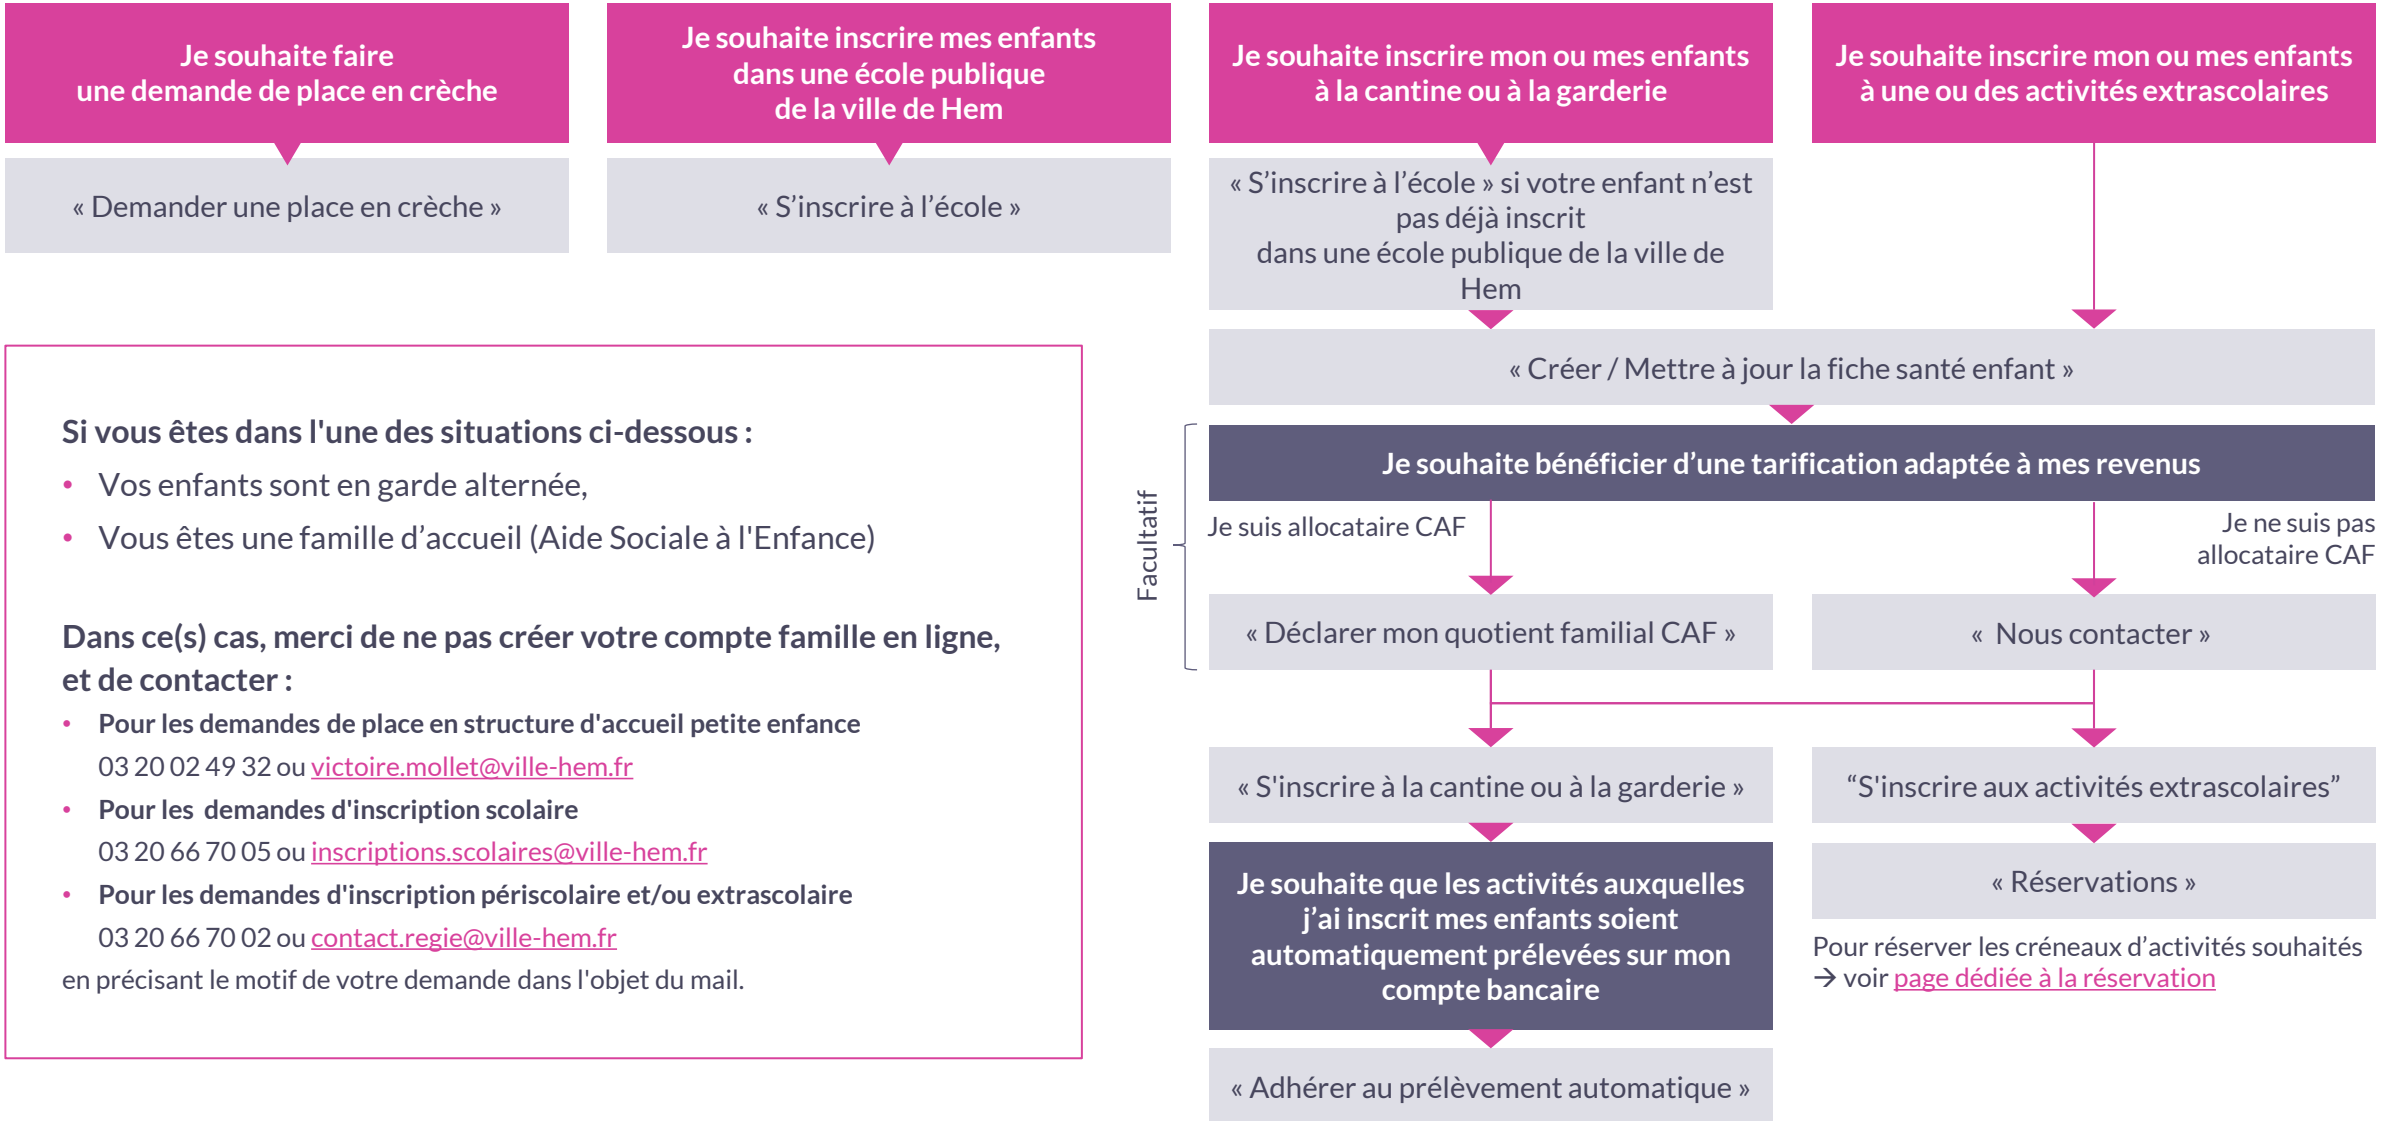 Je souhaite faire
une demande de place en crèche
« Demander une place en crèche »
Je souhaite inscrire mes enfants
dans une école publique
de la ville de Hem
« S’inscrire à l’école »
Je souhaite inscrire mon ou mes enfants
à la cantine ou à la garderie
« S’inscrire à l’école » si votre enfant n’est
pas déjà inscrit
dans une école publique de la ville de
Hem
Je souhaite inscrire mon ou mes enfants
à une ou des activités extrascolaires
« Créer / Mettre à jour la fiche santé enfant »
Facultatif
Je souhaite bénéficier d’une tarification adaptée à mes revenus
Je suis allocataire CAF
Je ne suis pas
allocataire CAF
« Déclarer mon quotient familial CAF »
«  Nous contacter »
« S'inscrire à la cantine ou à la garderie »
“S'inscrire aux activités extrascolaires”
Je souhaite que les activités auxquelles
j’ai inscrit mes enfants soient
automatiquement prélevées sur mon
compte bancaire
« Adhérer au prélèvement automatique »
« Réservations »
Pour réserver les créneaux d’activités souhaités
→ voir page dédiée à la réservation
Si vous êtes dans l'une des situations ci-dessous :
• Vos enfants sont en garde alternée,
• Vous êtes une famille d’accueil (Aide Sociale à l'Enfance)
Dans ce(s) cas, merci de ne pas créer votre compte famille en ligne,
et de contacter :
• Pour les demandes de place en structure d'accueil petite enfance
03 20 02 49 32 ou victoire.mollet@ville-hem.fr
• Pour les  demandes d'inscription scolaire
03 20 66 70 05 ou inscriptions.scolaires@ville-hem.fr
• Pour les demandes d'inscription périscolaire et/ou extrascolaire
03 20 66 70 02 ou contact.regie@ville-hem.fr
en précisant le motif de votre demande dans l'objet du mail.